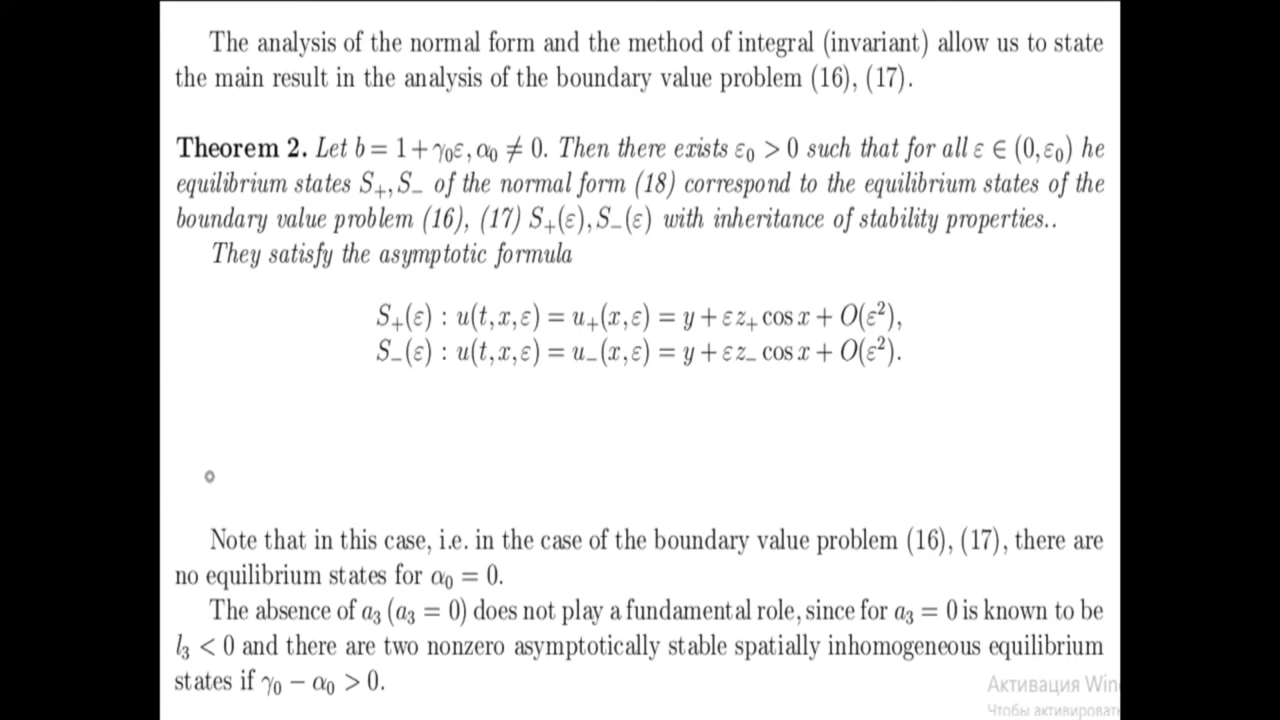 The analysis of the normal form and the method of integral (invariant) allow us to state
the main result in the analysis of the boundary value problem (16), (17).
Theorem 2. Let b = 1 + γ₀ε, α₀ ≠ 0. Then there exists ε₀ > 0 such that for all ε ∈ (0, ε₀) he
equilibrium states S₊, S₋ of the normal form (18) correspond to the equilibrium states of the
boundary value problem (16), (17) S₊(ε), S₋(ε) with inheritance of stability properties..
They satisfy the asymptotic formula
S₊(ε) : u(t, x, ε) = u₊(x, ε) = y + εz₊ cos x + O(ε²),
S₋(ε) : u(t, x, ε) = u₋(x, ε) = y + εz₋ cos x + O(ε²).
Note that in this case, i.e. in the case of the boundary value problem (16), (17), there are
no equilibrium states for α₀ = 0.
The absence of a₃ (a₃ = 0) does not play a fundamental role, since for a₃ = 0 is known to be
l₃ < 0 and there are two nonzero asymptotically stable spatially inhomogeneous equilibrium
states if γ₀ − α₀ > 0.
Активация Win
Чтобы активироват